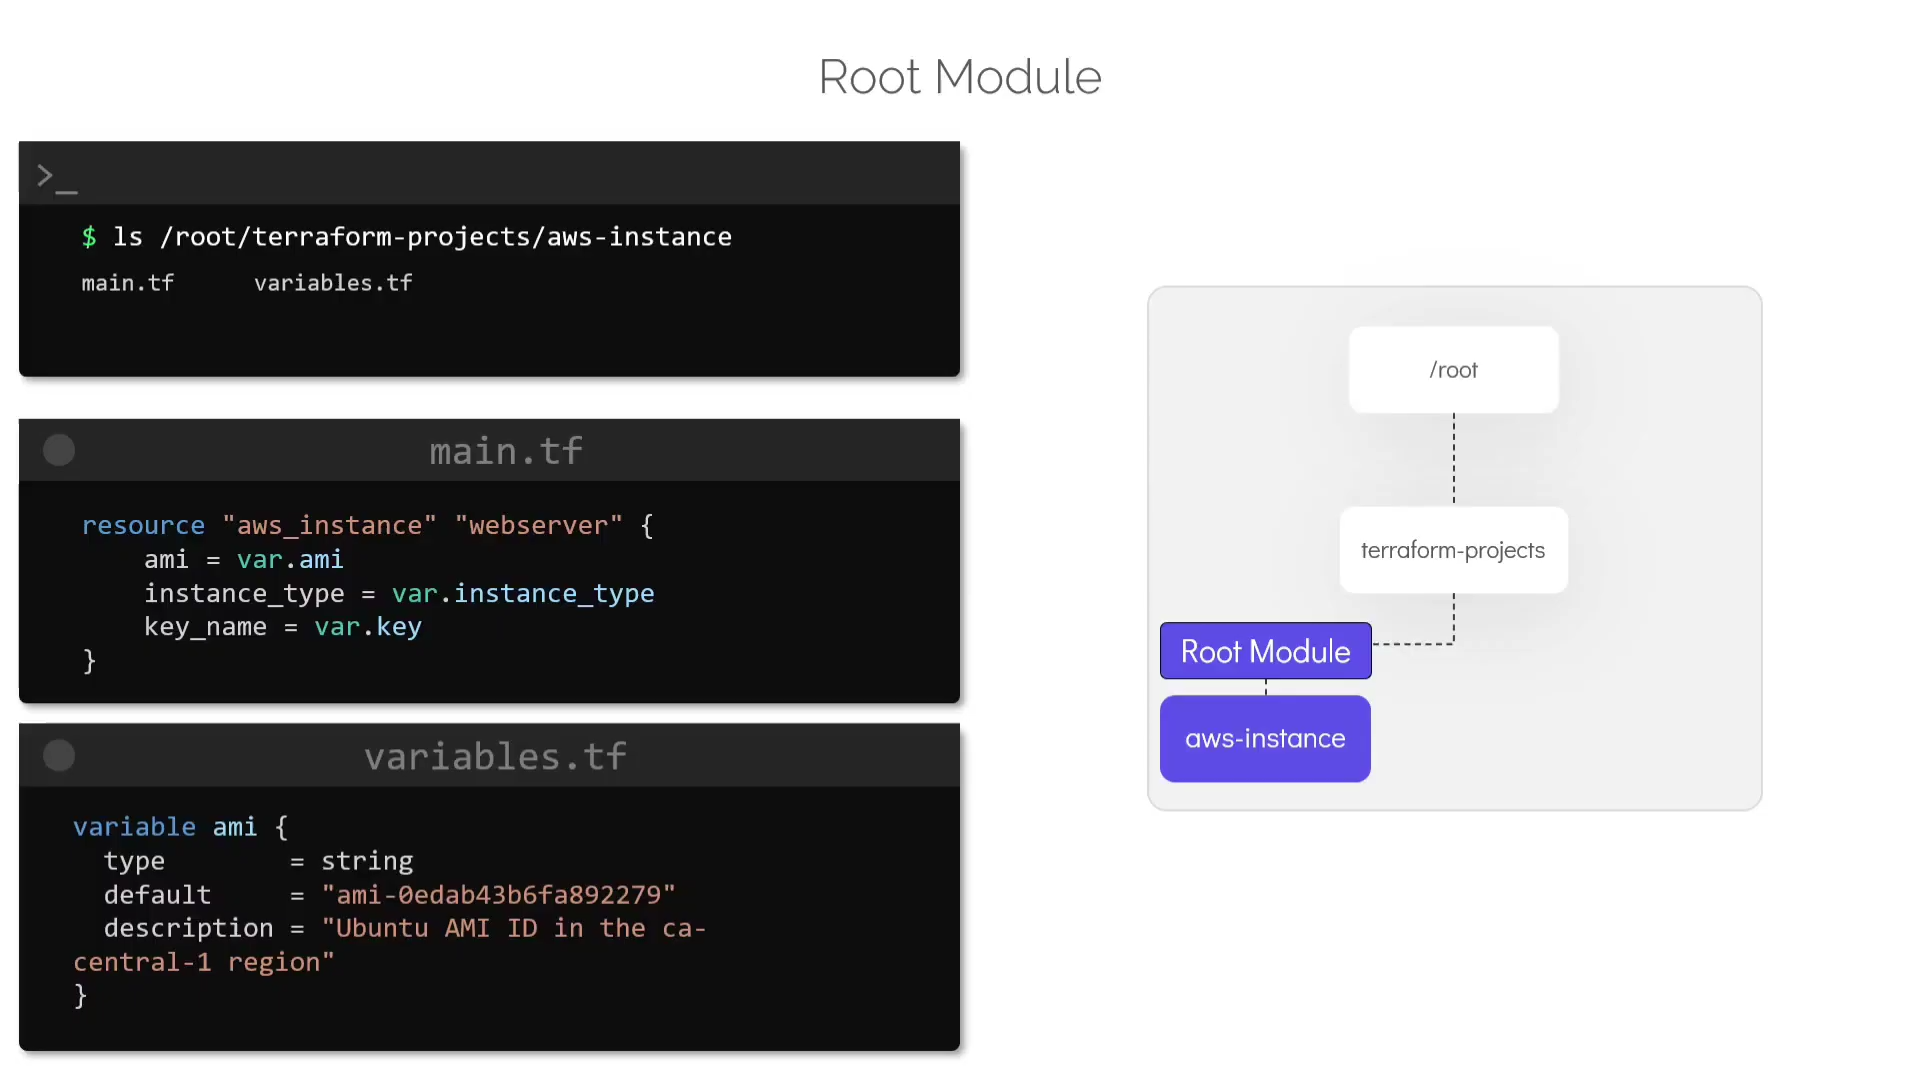 Root Module
>_
$ ls /root/terraform-projects/aws-instance
main.tf variables.tf
main.tf
resource "aws_instance" "webserver" {
ami = var.ami
instance_type = var.instance_type
key_name = var.key
}
variables.tf
variable ami {
type = string
default = "ami-0edab43b6fa892279"
description = "Ubuntu AMI ID in the ca-
central-1 region"
}
/root
terraform-projects
Root Module
aws-instance